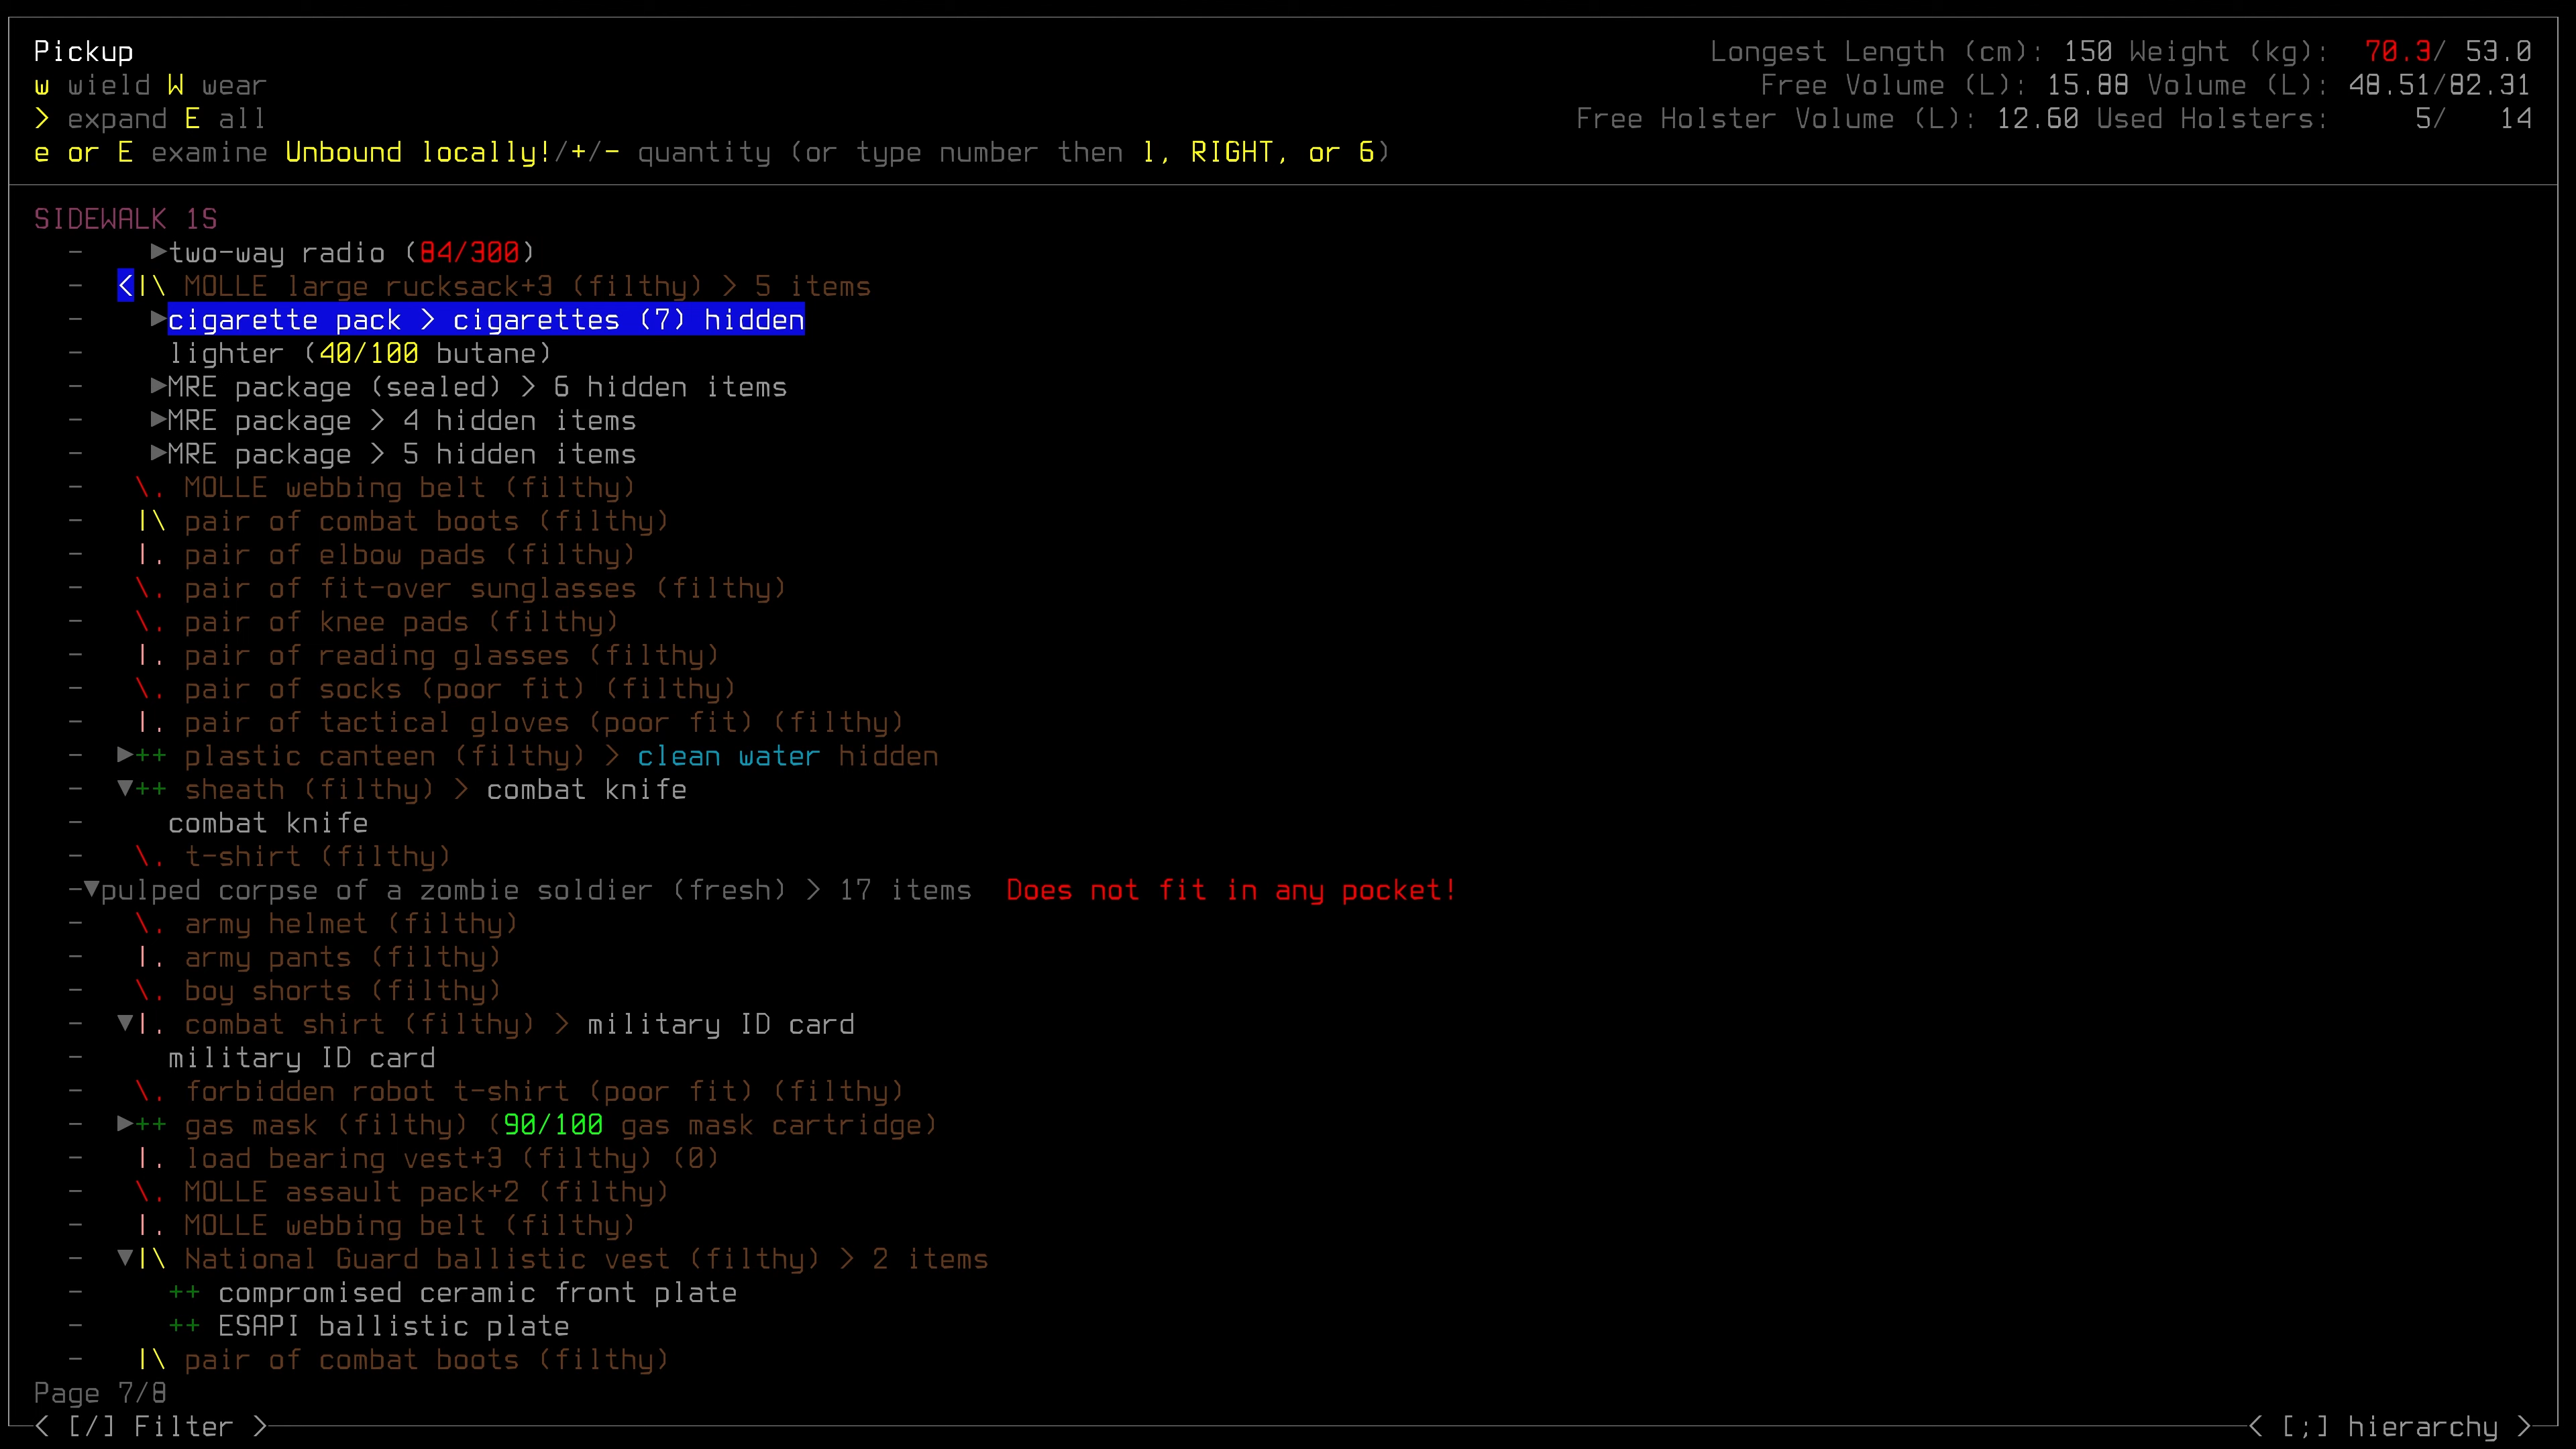 Pickup
Longest Length (cm): 150 Weight (kg): 70.3/ 53.0
w wield W wear
Free Volume (L): 15.88 Volume (L): 48.51/82.31
> expand E all
Free Holster Volume (L): 12.60 Used Holsters: 5/ 14
e or E examine Unbound locally!/+/- quantity (or type number then l, RIGHT, or 6)
SIDEWALK 1S
- ▶two-way radio (84/300)
- <|\ MOLLE large rucksack+3 (filthy) > 5 items
- ▶cigarette pack > cigarettes (7) hidden
- lighter (40/100 butane)
- ▶MRE package (sealed) > 6 hidden items
- ▶MRE package > 4 hidden items
- ▶MRE package > 5 hidden items
- \. MOLLE webbing belt (filthy)
- |\ pair of combat boots (filthy)
- |. pair of elbow pads (filthy)
- \. pair of fit-over sunglasses (filthy)
- \. pair of knee pads (filthy)
- |. pair of reading glasses (filthy)
- \. pair of socks (poor fit) (filthy)
- |. pair of tactical gloves (poor fit) (filthy)
- ▶++ plastic canteen (filthy) > clean water hidden
- ▼++ sheath (filthy) > combat knife
- combat knife
- \. t-shirt (filthy)
-▼pulped corpse of a zombie soldier (fresh) > 17 items Does not fit in any pocket!
- \. army helmet (filthy)
- |. army pants (filthy)
- \. boy shorts (filthy)
- ▼|. combat shirt (filthy) > military ID card
- military ID card
- \. forbidden robot t-shirt (poor fit) (filthy)
- ▶++ gas mask (filthy) (90/100 gas mask cartridge)
- |. load bearing vest+3 (filthy) (0)
- \. MOLLE assault pack+2 (filthy)
- |. MOLLE webbing belt (filthy)
- ▼|\ National Guard ballistic vest (filthy) > 2 items
- ++ compromised ceramic front plate
- ++ ESAPI ballistic plate
- |\ pair of combat boots (filthy)
Page 7/8
< [/] Filter >
< [;] hierarchy >